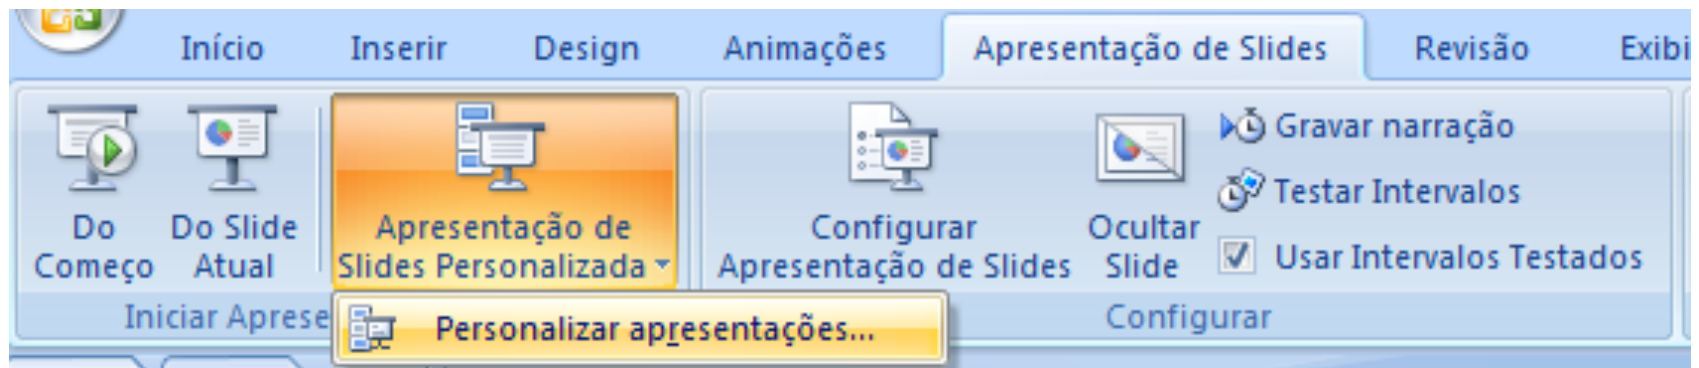 Início Inserir Design Animações Apresentação de Slides Revisão Exibi
Do
Começo
Do Slide
Atual
Apresentação de
Slides Personalizada
Configurar
Apresentação de Slides
Ocultar
Slide
Gravar narração
Testar Intervalos
Usar Intervalos Testados
Iniciar Aprese
Configurar
Personalizar apresentações...